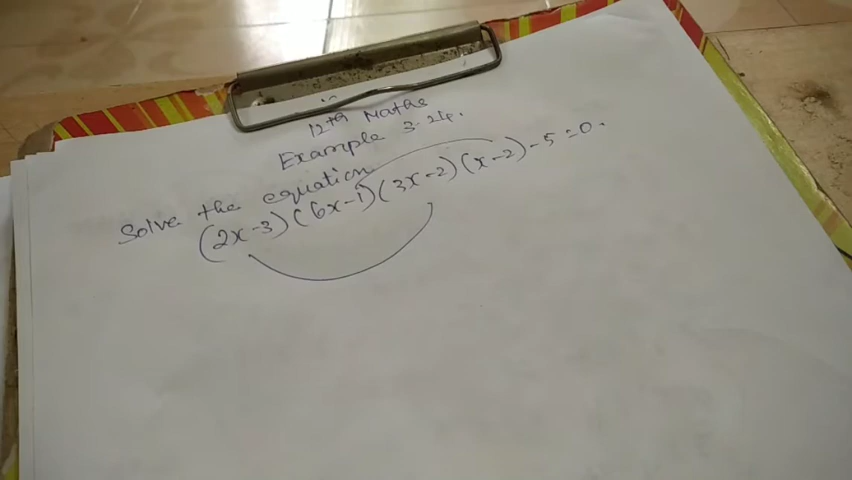 12th Maths
Example 3.24.
Solve the equation
(2x-3)(6x-1)(3x-2)(x-2)-5=0.